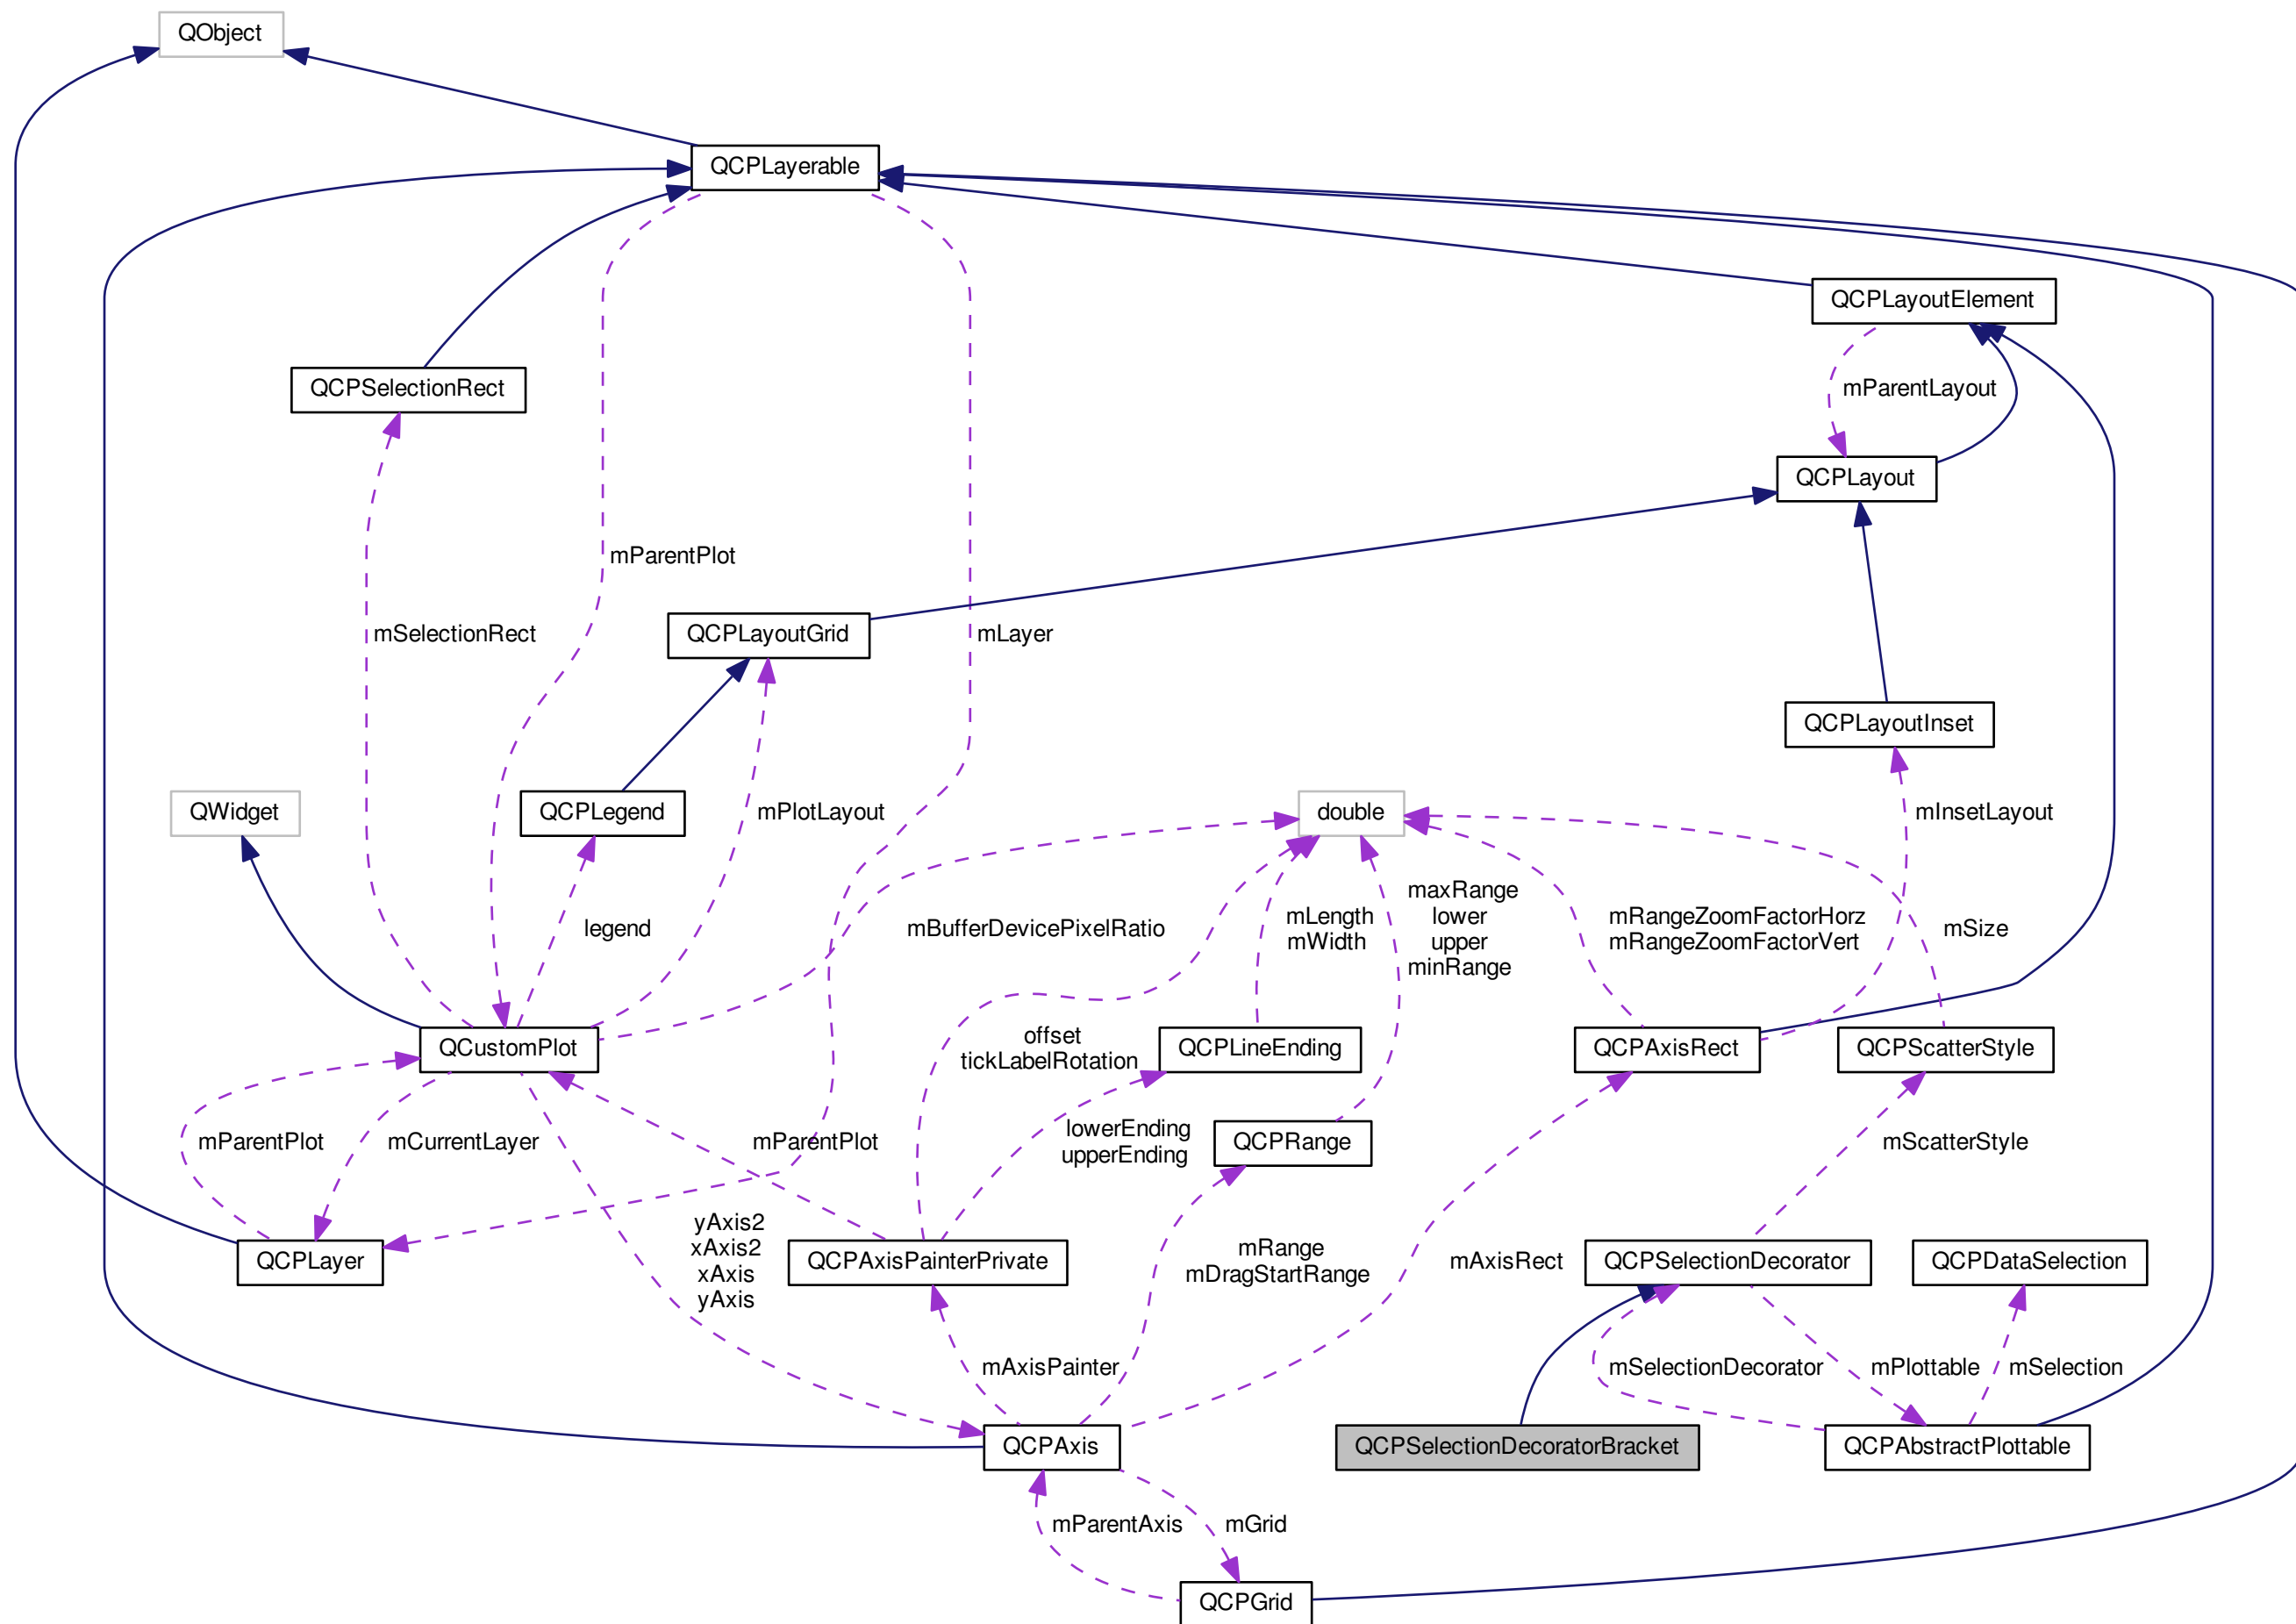 QObject
QCPLayerable
QCPLayoutElement
QCPSelectionRect
mParentLayout
QCPLayout
mParentPlot
mSelectionRect
QCPLayoutGrid
mLayer
QCPLayoutInset
QWidget
QCPLegend
mPlotLayout
double
mInsetLayout
legend
mBufferDevicePixelRatio
mLength
mWidth
maxRange
lower
upper
minRange
mRangeZoomFactorHorz
mRangeZoomFactorVert
mSize
QCustomPlot
offset
tickLabelRotation
QCPLineEnding
QCPAxisRect
QCPScatterStyle
mParentPlot
mCurrentLayer
mParentPlot
lowerEnding
upperEnding
QCPRange
mScatterStyle
QCPLayer
yAxis2
xAxis2
xAxis
yAxis
QCPAxisPainterPrivate
mRange
mDragStartRange
mAxisRect
QCPSelectionDecorator
QCPDataSelection
mAxisPainter
mSelectionDecorator
mPlottable
mSelection
QCPAxis
QCPSelectionDecoratorBracket
QCPAbstractPlottable
mParentAxis
mGrid
QCPGrid